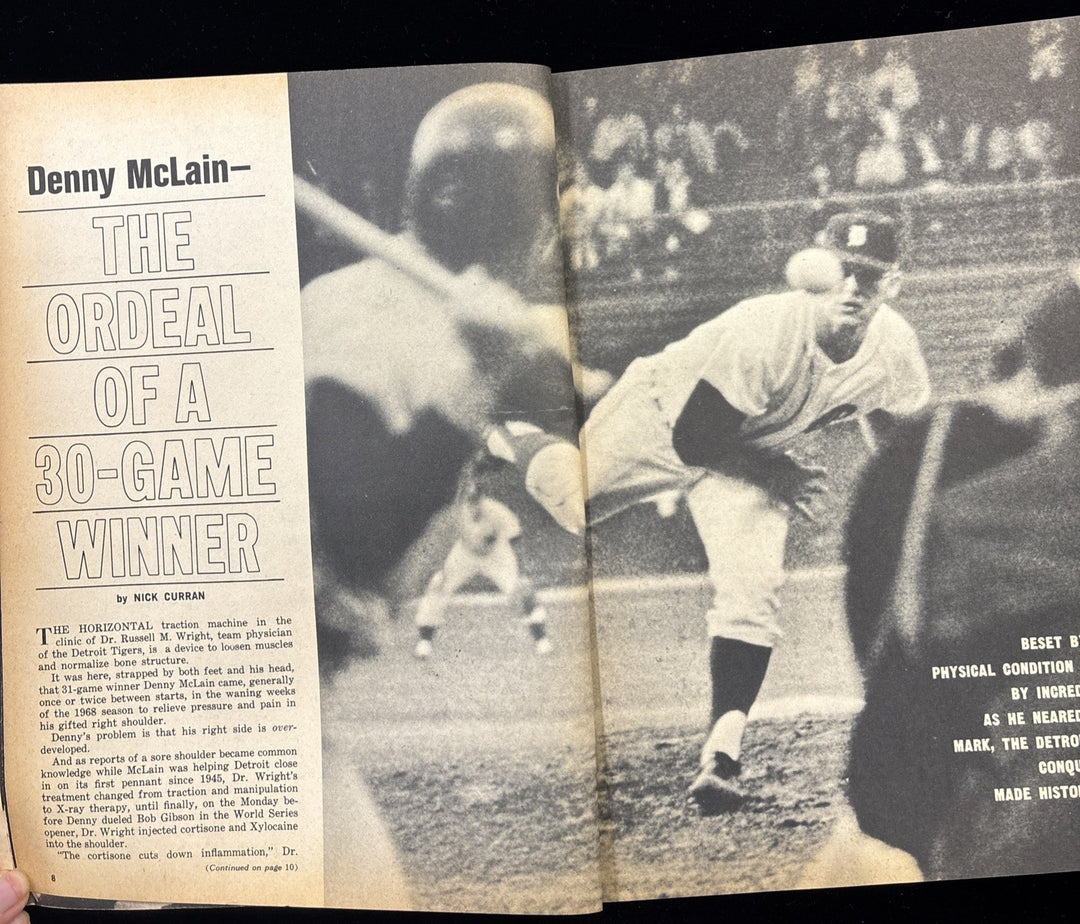 Denny McLain—
THE
ORDEAL
OF A
30-GAME
WINNER
by NICK CURRAN
THE HORIZONTAL traction machine in the
clinic of Dr. Russell M. Wright, team physician
of the Detroit Tigers, is a device to loosen muscles
and normalize bone structure.
It was here, strapped by both feet and his head,
that 31-game winner Denny McLain came, generally
once or twice between starts, in the waning weeks
of the 1968 season to relieve pressure and pain in
his gifted right shoulder.
Denny's problem is that his right side is over-
developed.
And as reports of a sore shoulder became common
knowledge while McLain was helping Detroit close
in on its first pennant since 1945, Dr. Wright's
treatment changed from traction and manipulation
to X-ray therapy, until finally, on the Monday be-
fore Denny dueled Bob Gibson in the World Series
opener, Dr. Wright injected cortisone and Xylocaine
into the shoulder.
"The cortisone cuts down inflammation," Dr.
(Continued on page 10)
8
BESET B
PHYSICAL CONDITION
BY INCRED
AS HE NEARED
MARK, THE DETRO
CONQU
MADE HISTO